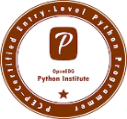 PCEP-Certified Entry-Level Python Programmer
P
OpenEDG
Python Institute